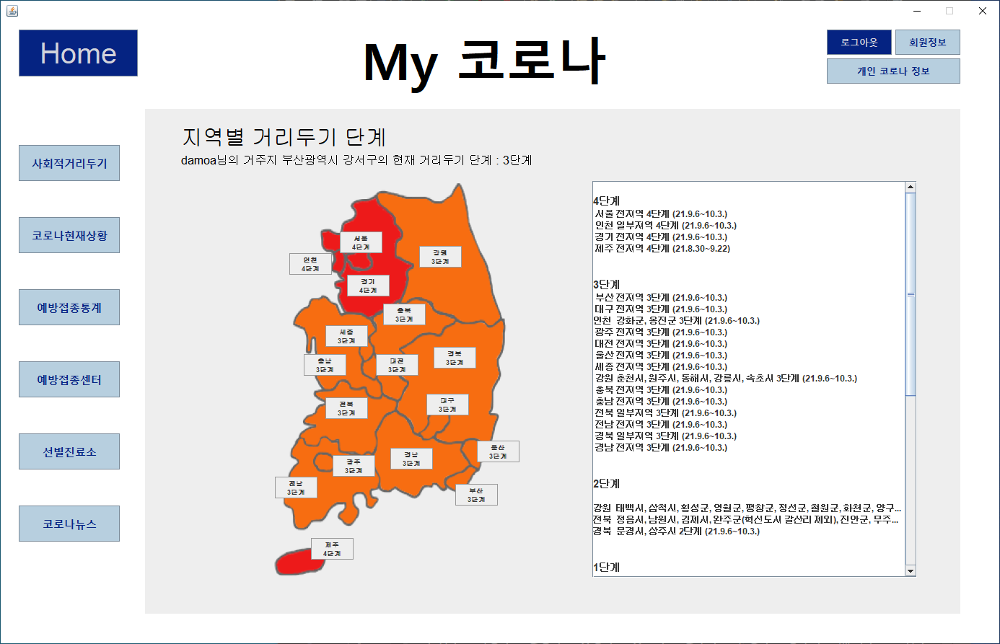 Home
My 코로나
로그아웃
회원정보
개인 코로나 정보
사회적거리두기
코로나현재상황
예방접종통계
예방접종센터
선별진료소
코로나뉴스
지역별 거리두기 단계
damoa님의 거주지 부산광역시 강서구의 현재 거리두기 단계 : 3단계
서울
4단계
인천
4단계
강원
3단계
경기
4단계
충북
3단계
세종
3단계
충남
3단계
대전
3단계
경북
3단계
전북
3단계
대구
3단계
울산
3단계
경남
3단계
광주
3단계
전남
3단계
부산
3단계
제주
4단계
4단계
서울 전지역 4단계 (21.9.6~10.3.)
인천 일부지역 4단계 (21.9.6~10.3.)
경기 전지역 4단계 (21.9.6~10.3.)
제주 전지역 4단계 (21.8.30~9.22)
3단계
부산 전지역 3단계 (21.9.6~10.3.)
대구 전지역 3단계 (21.9.6~10.3.)
인천 강화군, 옹진군 3단계 (21.9.6~10.3.)
광주 전지역 3단계 (21.9.6~10.3.)
대전 전지역 3단계 (21.9.6~10.3.)
울산 전지역 3단계 (21.9.6~10.3.)
세종 전지역 3단계 (21.9.6~10.3.)
강원 춘천시, 원주시, 동해시, 강릉시, 속초시 3단계 (21.9.6~10.3.)
충북 전지역 3단계 (21.9.6~10.3.)
충남 전지역 3단계 (21.9.6~10.3.)
전북 일부지역 3단계 (21.9.6~10.3.)
전남 전지역 3단계 (21.9.6~10.3.)
경북 일부지역 3단계 (21.9.6~10.3.)
경남 전지역 3단계 (21.9.6~10.3.)
2단계
강원 태백시, 삼척시, 횡성군, 영월군, 평창군, 정선군, 철원군, 화천군, 양구...
전북 정읍시, 남원시, 김제시, 완주군(혁신도시 갈산리 제외), 진안군, 무주...
경북 문경시, 상주시 2단계 (21.9.6~10.3.)
1단계